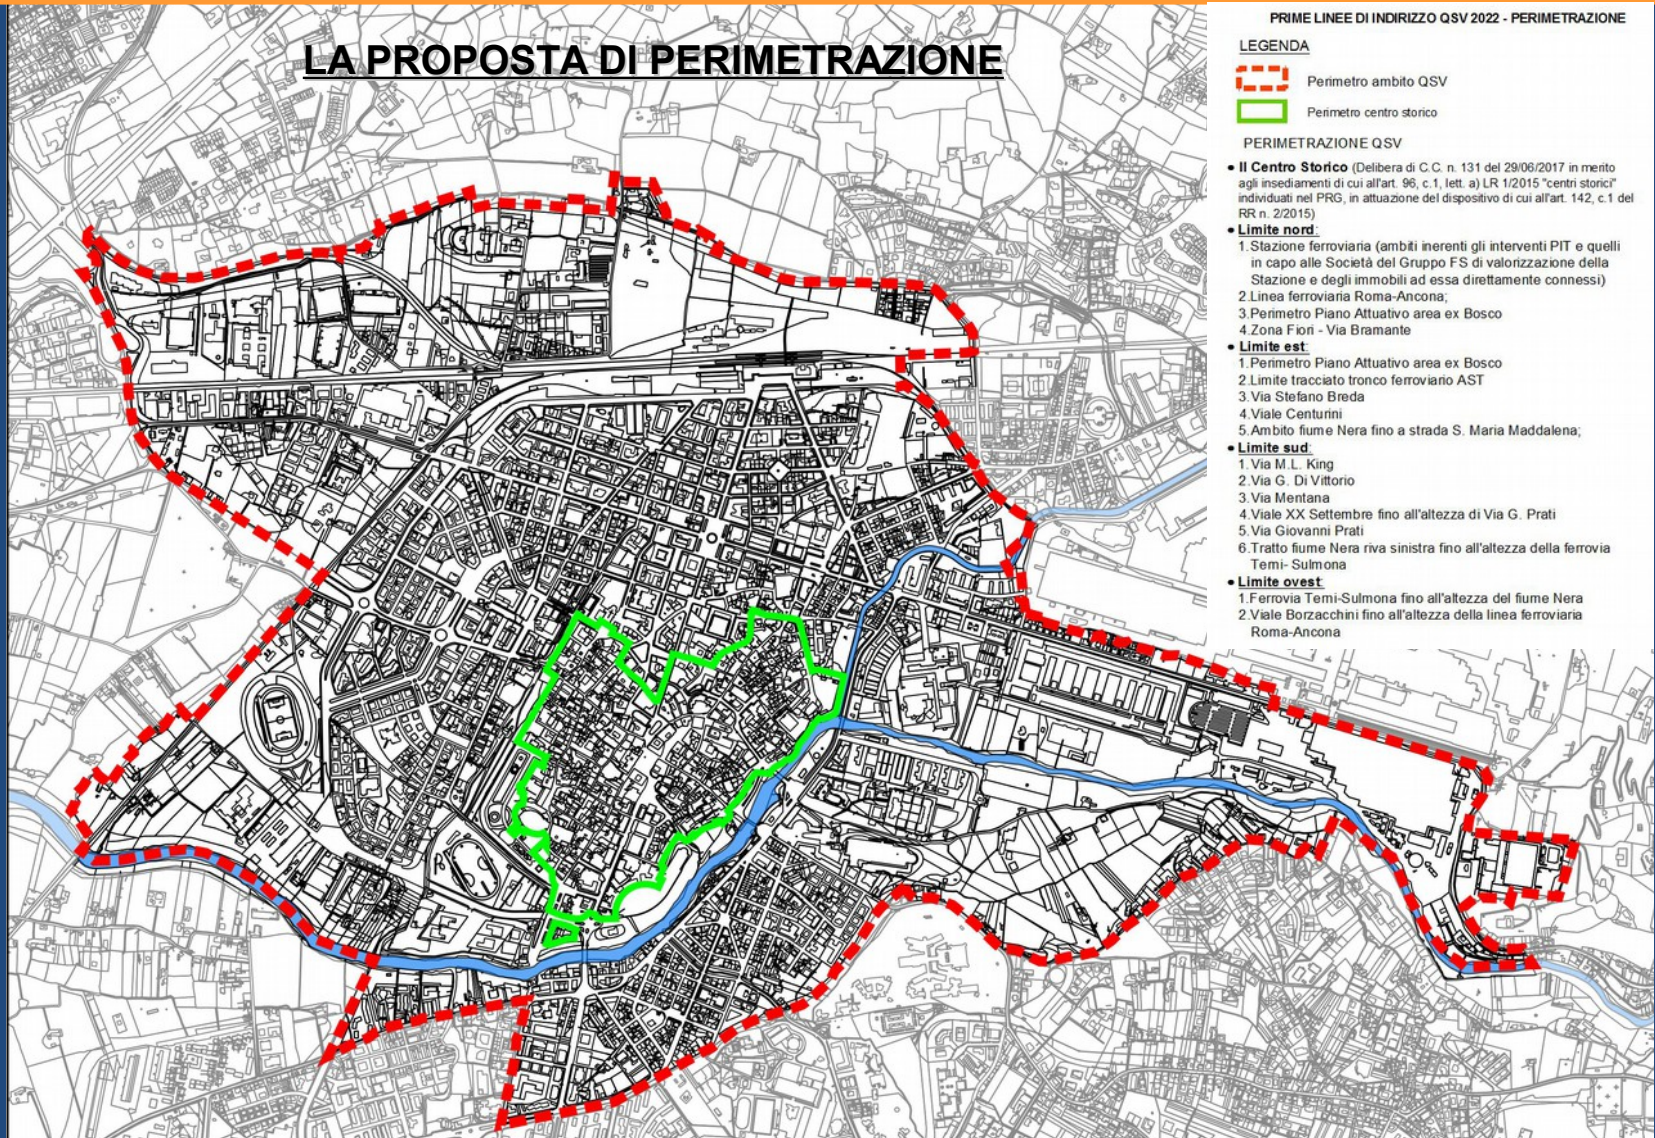 LA PROPOSTA DI PERIMETRAZIONE
PRIME LINEE DI INDIRIZZO QSV 2022 - PERIMETRAZIONE
LEGENDA
Perimetro ambito QSV
Perimetro centro storico
PERIMETRAZIONE QSV
• Il Centro Storico (Delibera di C.C. n. 131 del 29/06/2017 in merito
agli insediamenti di cui all'art. 96, c.1, lett. a) LR 1/2015 "centri storici"
individuati nel PRG, in attuazione del dispositivo di cui all'art. 142, c.1 del
RR n. 2/2015)
• Limite nord:
1.Stazione ferroviaria (ambiti inerenti gli interventi PIT e quelli
in capo alle Società del Gruppo FS di valorizzazione della
Stazione e degli immobili ad essa direttamente connessi)
2.Linea ferroviaria Roma-Ancona;
3.Perimetro Piano Attuativo area ex Bosco
4.Zona Fiori - Via Bramante
• Limite est:
1.Perimetro Piano Attuativo area ex Bosco
2.Limite tracciato tronco ferroviario AST
3.Via Stefano Breda
4.Viale Centurini
5.Ambito fiume Nera fino a strada S. Maria Maddalena;
• Limite sud:
1.Via M.L. King
2.Via G. Di Vittorio
3.Via Mentana
4.Viale XX Settembre fino all'altezza di Via G. Prati
5.Via Giovanni Prati
6.Tratto fiume Nera riva sinistra fino all'altezza della ferrovia
Terni- Sulmona
• Limite ovest:
1.Ferrovia Terni-Sulmona fino all'altezza del fiume Nera
2.Viale Borzacchini fino all'altezza della linea ferroviaria
Roma-Ancona